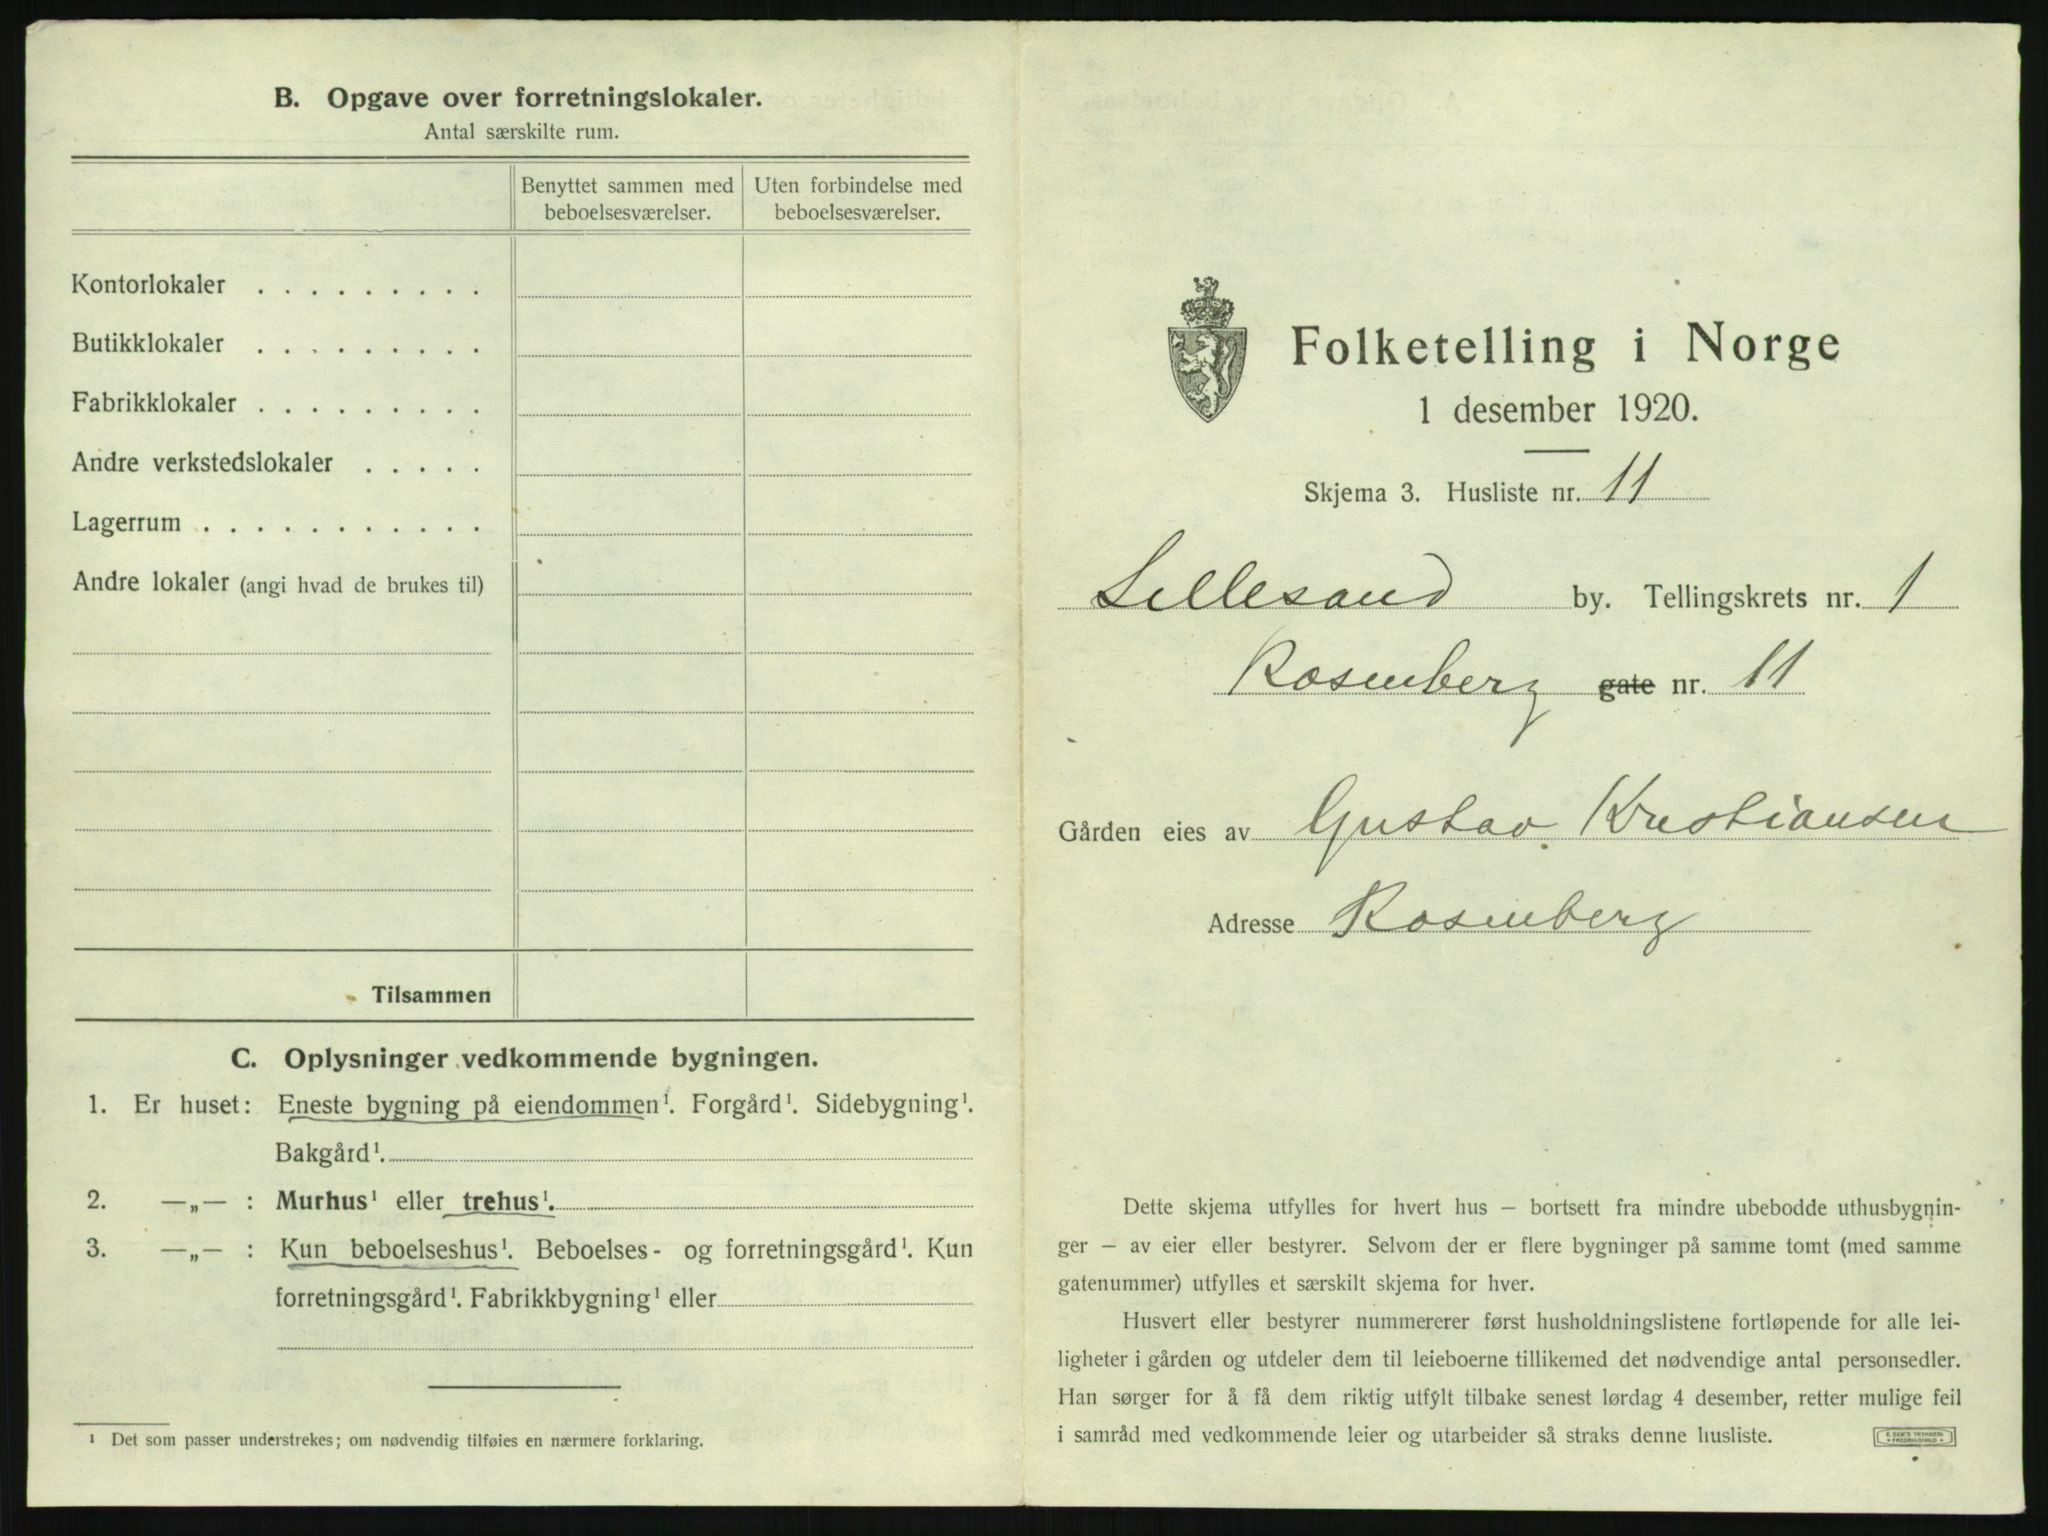 B. Opgave over forretningslokaler.
Antal særskilte rum.
Benyttet sammen med beboelsesværelser.
Uten forbindelse med beboelsesværelser.
Kontorlokaler . . . . . . . . .
Butikklokaler . . . . . . . . .
Fabrikklokaler . . . . . . . . .
Andre verkstedslokaler . . . . .
Lagerrum . . . . . . . . . . .
Andre lokaler (angi hvad de brukes til)
Tilsammen
C. Oplysninger vedkommende bygningen.
1. Er huset: Eneste bygning på eiendommen¹. Forgård¹. Sidebygning¹.
Bakgård¹.
2. —„— : Murhus¹ eller trehus¹.
3. —„— : Kun beboelseshus¹. Beboelses- og forretningsgård¹. Kun
forretningsgård¹. Fabrikkbygning¹ eller
¹ Det som passer understrekes; om nødvendig tilføies en nærmere forklaring.
Folketelling i Norge
1 desember 1920.
Skjema 3. Husliste nr. 11
Lillesand by. Tellingskrets nr. 1
Rosenberg gate nr. 11
Gården eies av Gustav Kristiansen
Adresse Rosenberg
Dette skjema utfylles for hvert hus — bortsett fra mindre ubebodde uthusbygnin-
ger — av eier eller bestyrer. Selvom der er flere bygninger på samme tomt (med samme
gatenummer) utfylles et særskilt skjema for hver.
Husvert eller bestyrer nummererer først husholdningslistene fortløpende for alle lei-
ligheter i gården og utdeler dem til leieboerne tillikemed det nødvendige antal personsedler.
Han sørger for å få dem riktig utfylt tilbake senest lørdag 4 desember, retter mulige feil
i samråd med vedkommende leier og utarbeider så straks denne husliste.